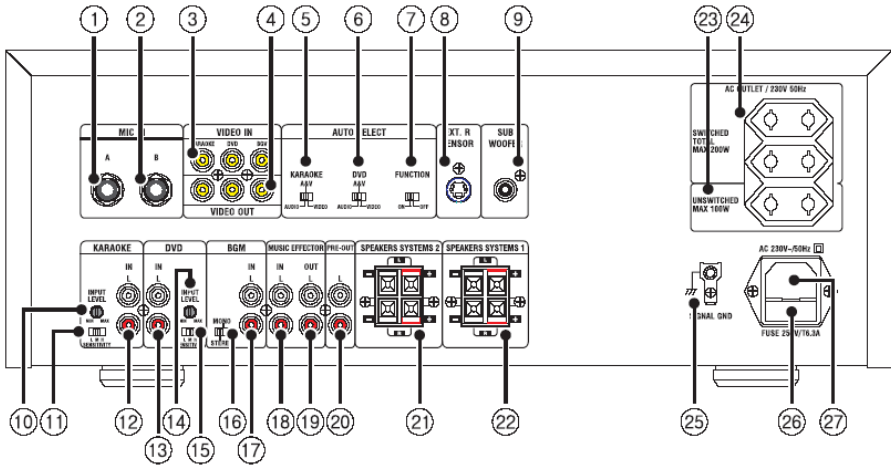 1 2 3 4 5 6 7 8 9 23 24
AC OUTLET / 230V 50Hz
MIC
VIDEO IN
AUTO SELECT
EXT. R
SUB
WOOFER
A B
KARAOKE DVD BGM
SWITCHED
TOTAL
MAX 200W
KARAOKE
A&V
DVD
A&V
FUNCTION
AUDIO VIDEO
AUDIO VIDEO
ON OFF
UNSWITCHED
MAX 100W
VIDEO OUT
KARAOKE DVD BGM MUSIC EFFECTOR PRE-OUT SPEAKERS SYSTEMS 2 SPEAKERS SYSTEMS 1
AC 230V~/50Hz
IN IN IN IN OUT
L L L L L L
INPUT
LEVEL
INPUT
LEVEL
MIN MAX
MIN MAX
MONO
L M H
SENSITIVITY
L M H
SIGNAL GND
FUSE 250V/T6.3A
10 11 12 13 14 15 16 17 18 19 20 21 22 25 26 27